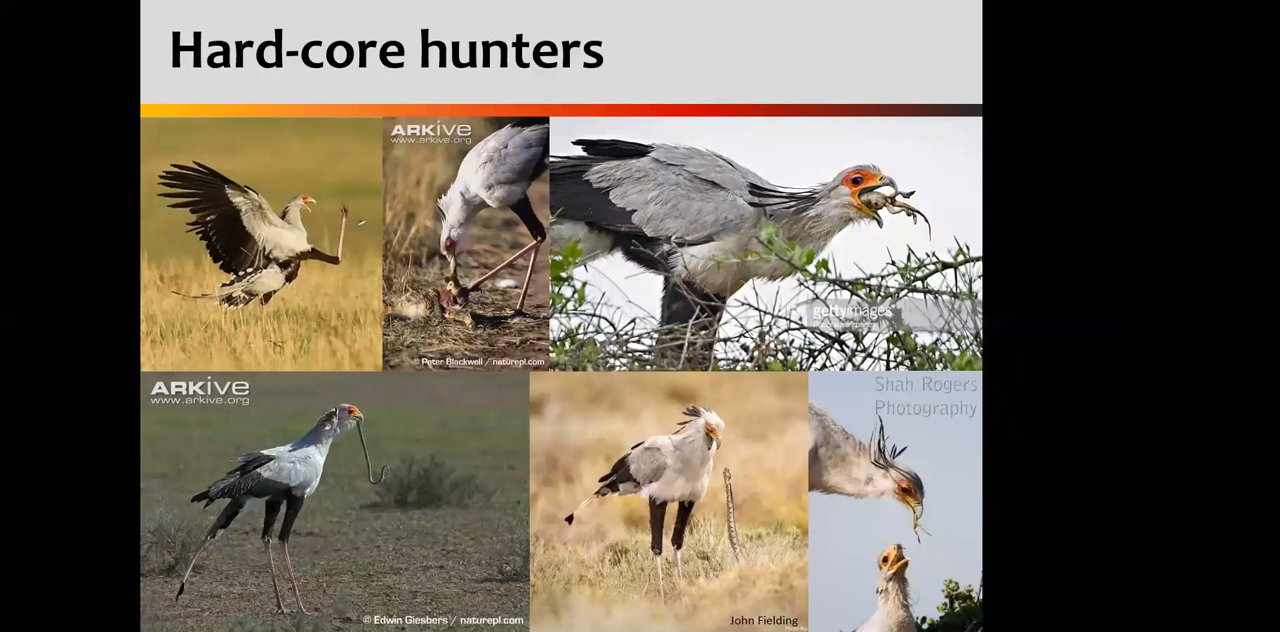 Hard-core hunters
ARKIVE
www.arkive.org
© Peter Blackwell / naturepl.com
gettyimages
ARKIVE
www.arkive.org
© Edwin Giesbers / naturepl.com
John Fielding
Shah Rogers
Photography